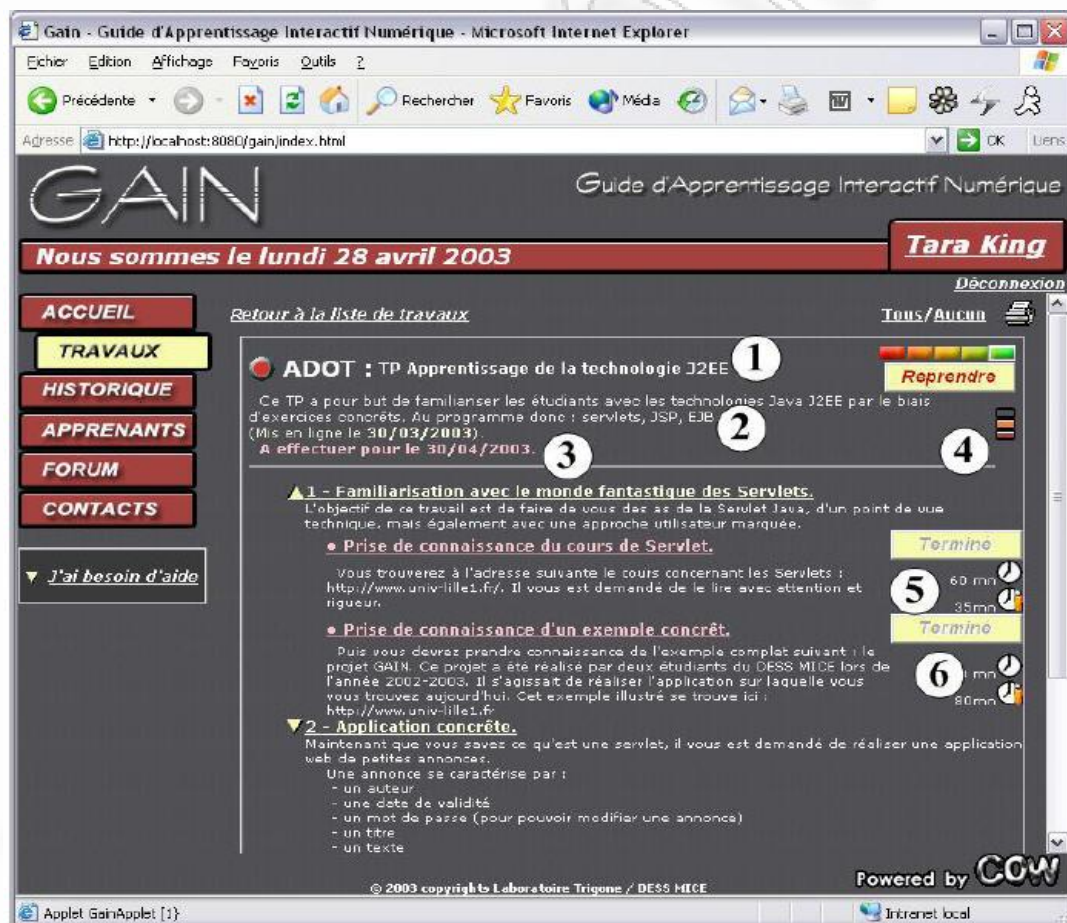 Gain - Guide d'Apprentissage Interactif Numérique - Microsoft Internet Explorer
Fichier Edition Affichage Favoris Outils ?
Précédente Rechercher Favoris Média
Adresse http://localhost:8080/gain/index.html OK Liens
GAIN
Guide d'Apprentissage Interactif Numérique
Nous sommes le lundi 28 avril 2003
Tara King
Déconnexion
ACCUEIL
TRAVAUX
HISTORIQUE
APPRENANTS
FORUM
CONTACTS
J'ai besoin d'aide
Retour à la liste de travaux
Tous/Aucun
ADOT : TP Apprentissage de la technologie J2EE
1
Reprendre
Ce TP a pour but de familianser les étudiants avec les technologies Java J2EE par le biais
d'exercices concrêts. Au programme donc : servlets, JSP, EJB
2
(Mis en ligne le 30/03/2003).
A effectuer pour le 30/04/2003.
3
4
1 - Familiarisation avec le monde fantastique des Servlets.
L'objectif de ce travail est de faire de vous des as de la Servlet Java, d'un point de vue
technique, mais également avec une approche utilisateur marquée.
• Prise de connaissance du cours de Servlet.
Terminé
Vous trouverez à l'adresse suivante le cours concernant les Servlets :
http://www.univ-lille1.fr/. Il vous est demandé de le lire avec attention et
rigueur.
5
60 mn
35mn
• Prise de connaissance d'un exemple concrêt.
Terminé
Puis vous devrez prendre connaissance de l'exemple complet suivant : le
projet GAIN. Ce projet a été réalisé par deux étudiants du DESS MICE lors de
l'année 2002-2003. Il s'agissait de réaliser l'application sur laquelle vous
vous trouvez aujourd'hui. Cet exemple illustré se trouve ici :
http://www.univ-lille1.fr
6
mn
80mn
2 - Application concrête.
Maintenant que vous savez ce qu'est une servlet, il vous est demandé de réaliser une application
web de petites annonces.
Une annonce se caractérise par :
- un auteur
- une date de validité
- un mot de passe (pour pouvoir modifier une annonce)
- un titre
- un texte
© 2003 copyrights Laboratoire Trigone / DESS MICE
Powered by COW
Applet GainApplet [1]
Intranet local